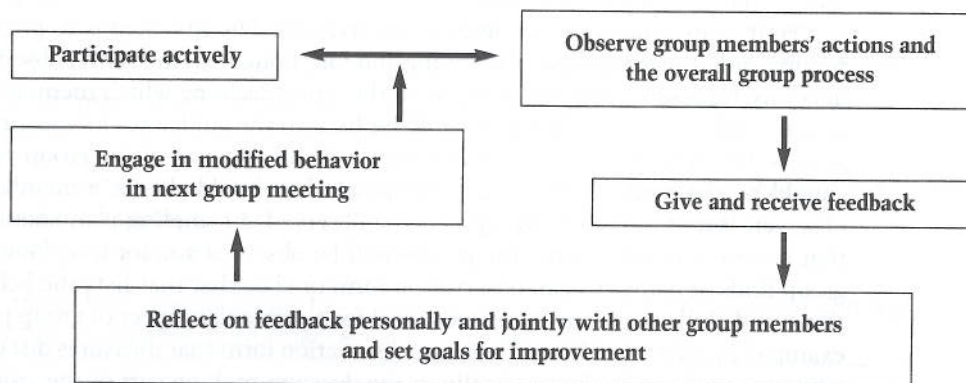 Participate actively
Observe group members' actions and
the overall group process
Engage in modified behavior
in next group meeting
Give and receive feedback
Reflect on feedback personally and jointly with other group members
and set goals for improvement